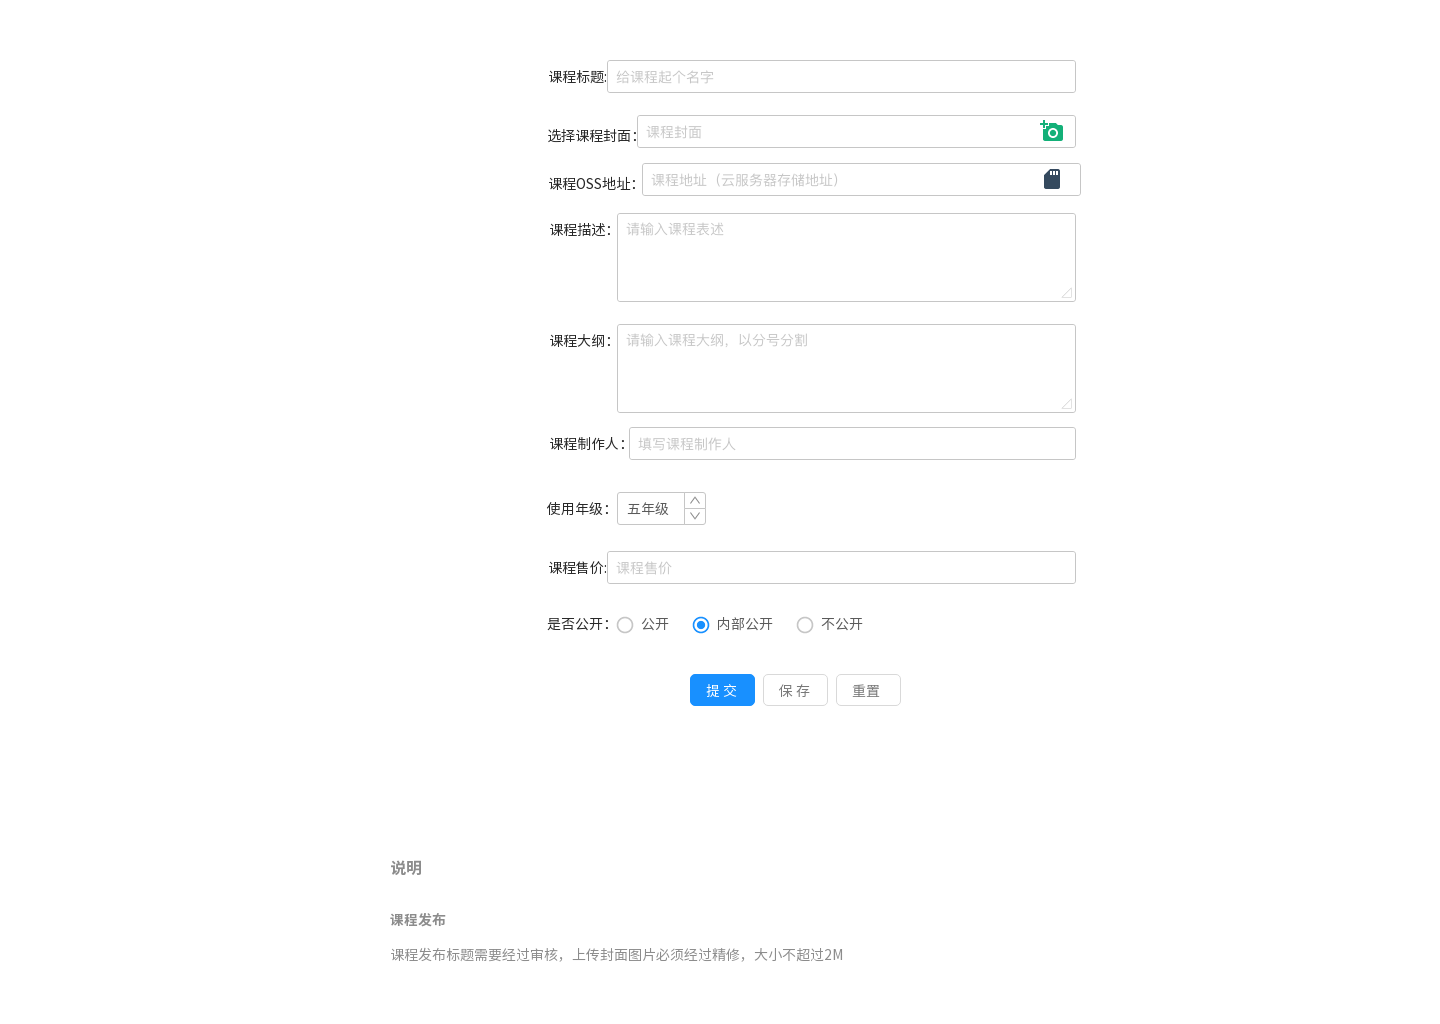 课程标题: 给课程起个名字
选择课程封面： 课程封面
课程OSS地址： 课程地址（云服务器存储地址）
课程描述： 请输入课程表述
课程大纲： 请输入课程大纲，以分号分割
课程制作人： 填写课程制作人
使用年级： 五年级
课程售价: 课程售价
是否公开： 公开 内部公开 不公开
提 交 保 存 重置
说明
课程发布
课程发布标题需要经过审核，上传封面图片必须经过精修，大小不超过2M